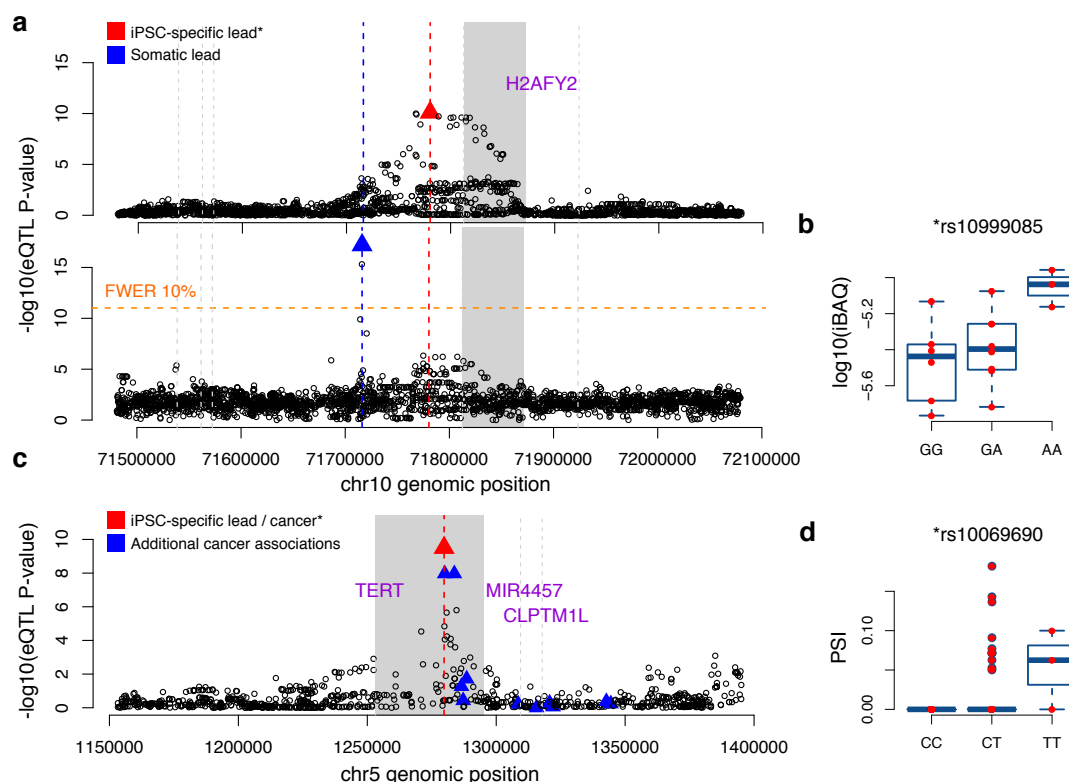 a
iPSC-specific lead*
Somatic lead
H2AFY2
-log10(eQTL P-value)
15
10
5
0
-log10(eQTL P-value)
FWER 10%
15
10
5
0
71500000 71600000 71700000 71800000 71900000 72000000 72100000
chr10 genomic position
b
*rs10999085
log10(iBAQ)
−5.2
−5.6
GG GA AA
c
iPSC-specific lead / cancer*
Additional cancer associations
TERT
MIR4457
CLPTM1L
-log10(eQTL P-value)
10
8
6
4
2
0
1150000 1200000 1250000 1300000 1350000 1400000
chr5 genomic position
d
*rs10069690
PSI
0.10
0.00
CC CT TT